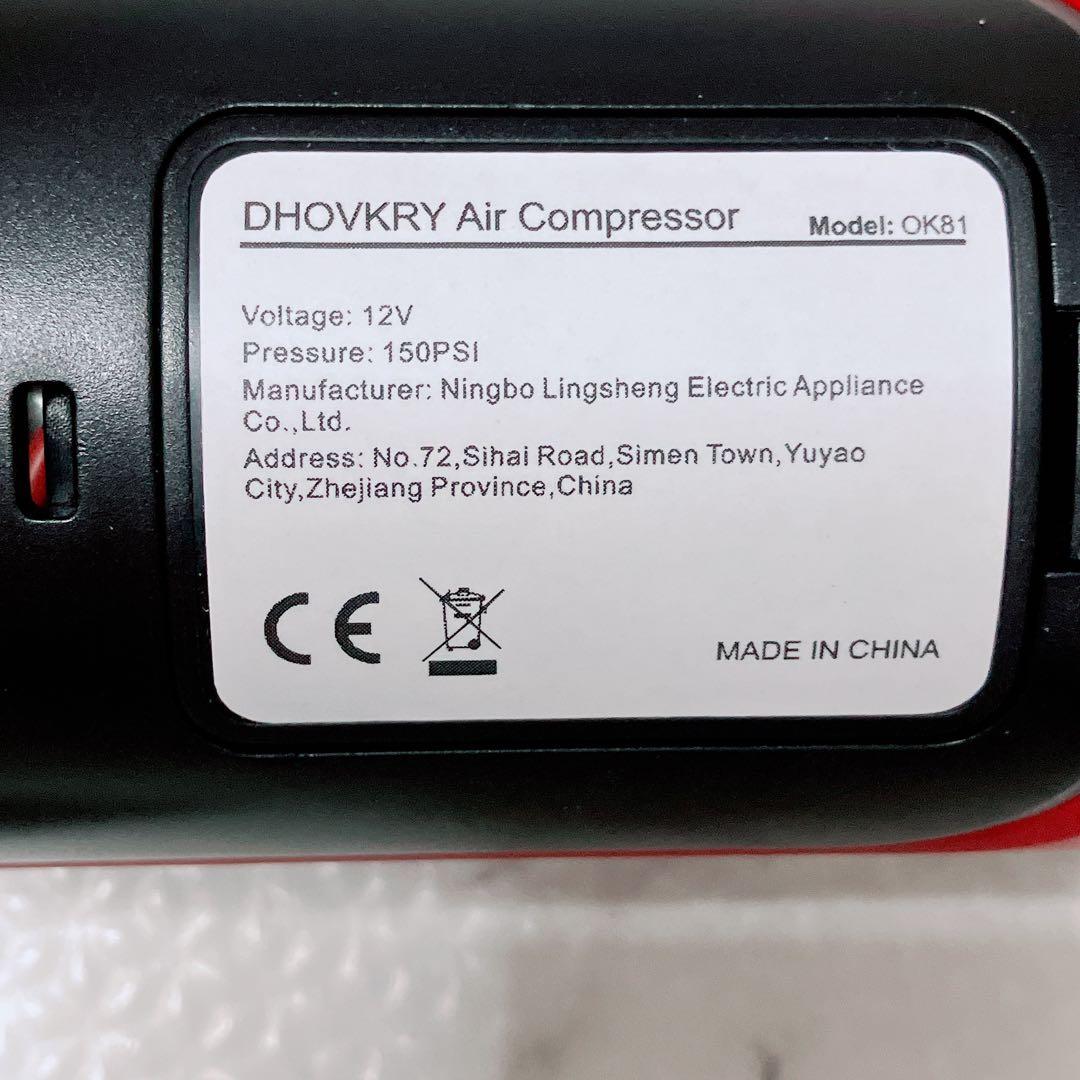 DHOVKRY Air Compressor Model: OK81
Voltage: 12V
Pressure: 150PSI
Manufacturer: Ningbo Lingsheng Electric Appliance
Co.,Ltd.
Address: No.72,Sihai Road,Simen Town,Yuyao
City,Zhejiang Province,China
CE
MADE IN CHINA